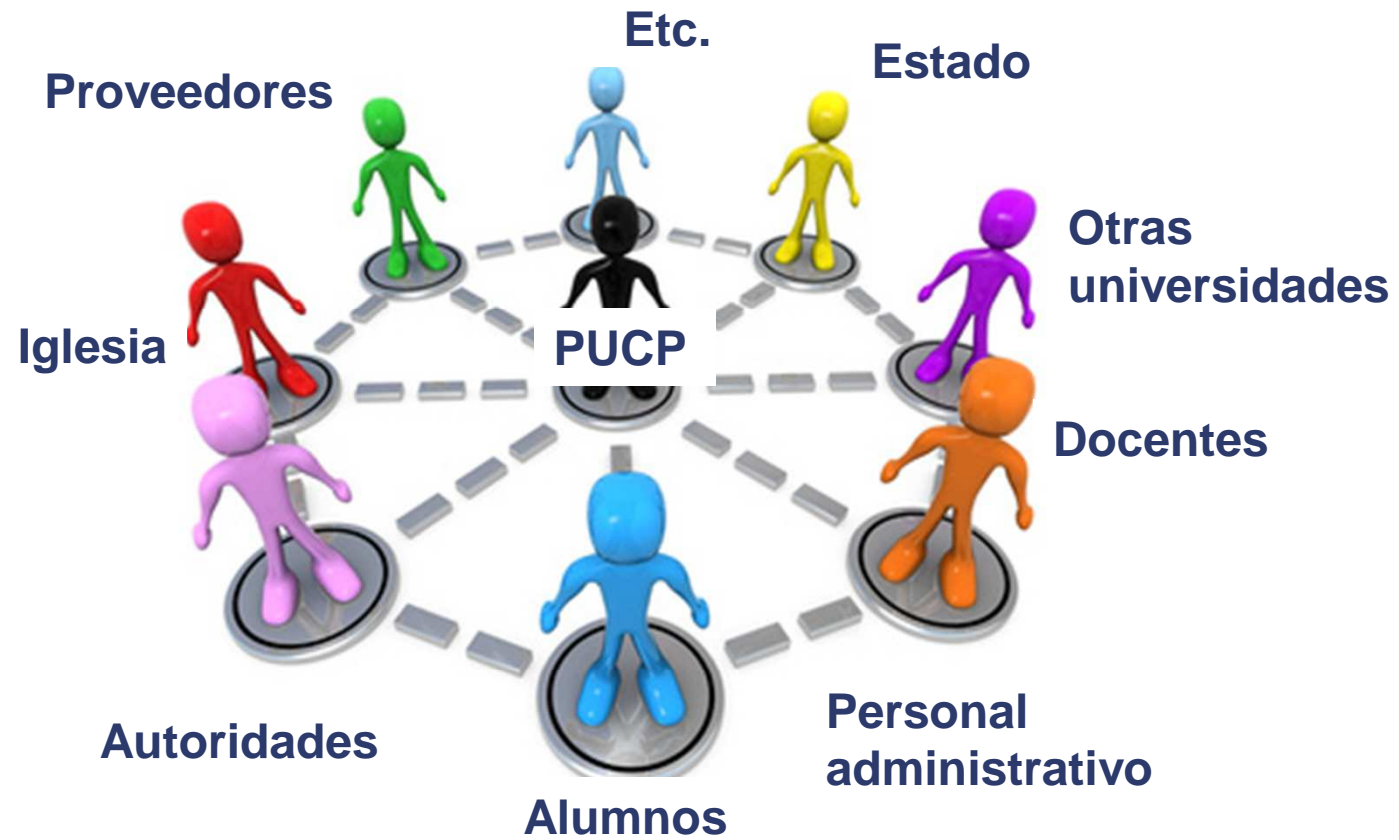 Etc.
Estado
Proveedores
Otras
universidades
Iglesia
PUCP
Docentes
Personal
administrativo
Autoridades
Alumnos